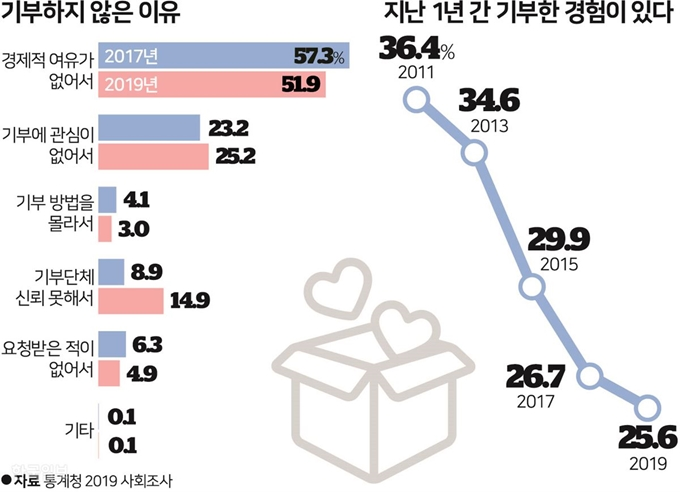 기부하지 않은 이유
경제적 여유가
없어서
2017년
57.3%
2019년
51.9
기부에 관심이
없어서
23.2
25.2
기부 방법을
몰라서
4.1
3.0
기부단체
신뢰 못해서
8.9
14.9
요청받은 적이
없어서
6.3
4.9
기타
0.1
0.1
● 자료 통계청 2019 사회조사
지난 1년 간 기부한 경험이 있다
36.4%
2011
34.6
2013
29.9
2015
26.7
2017
25.6
2019